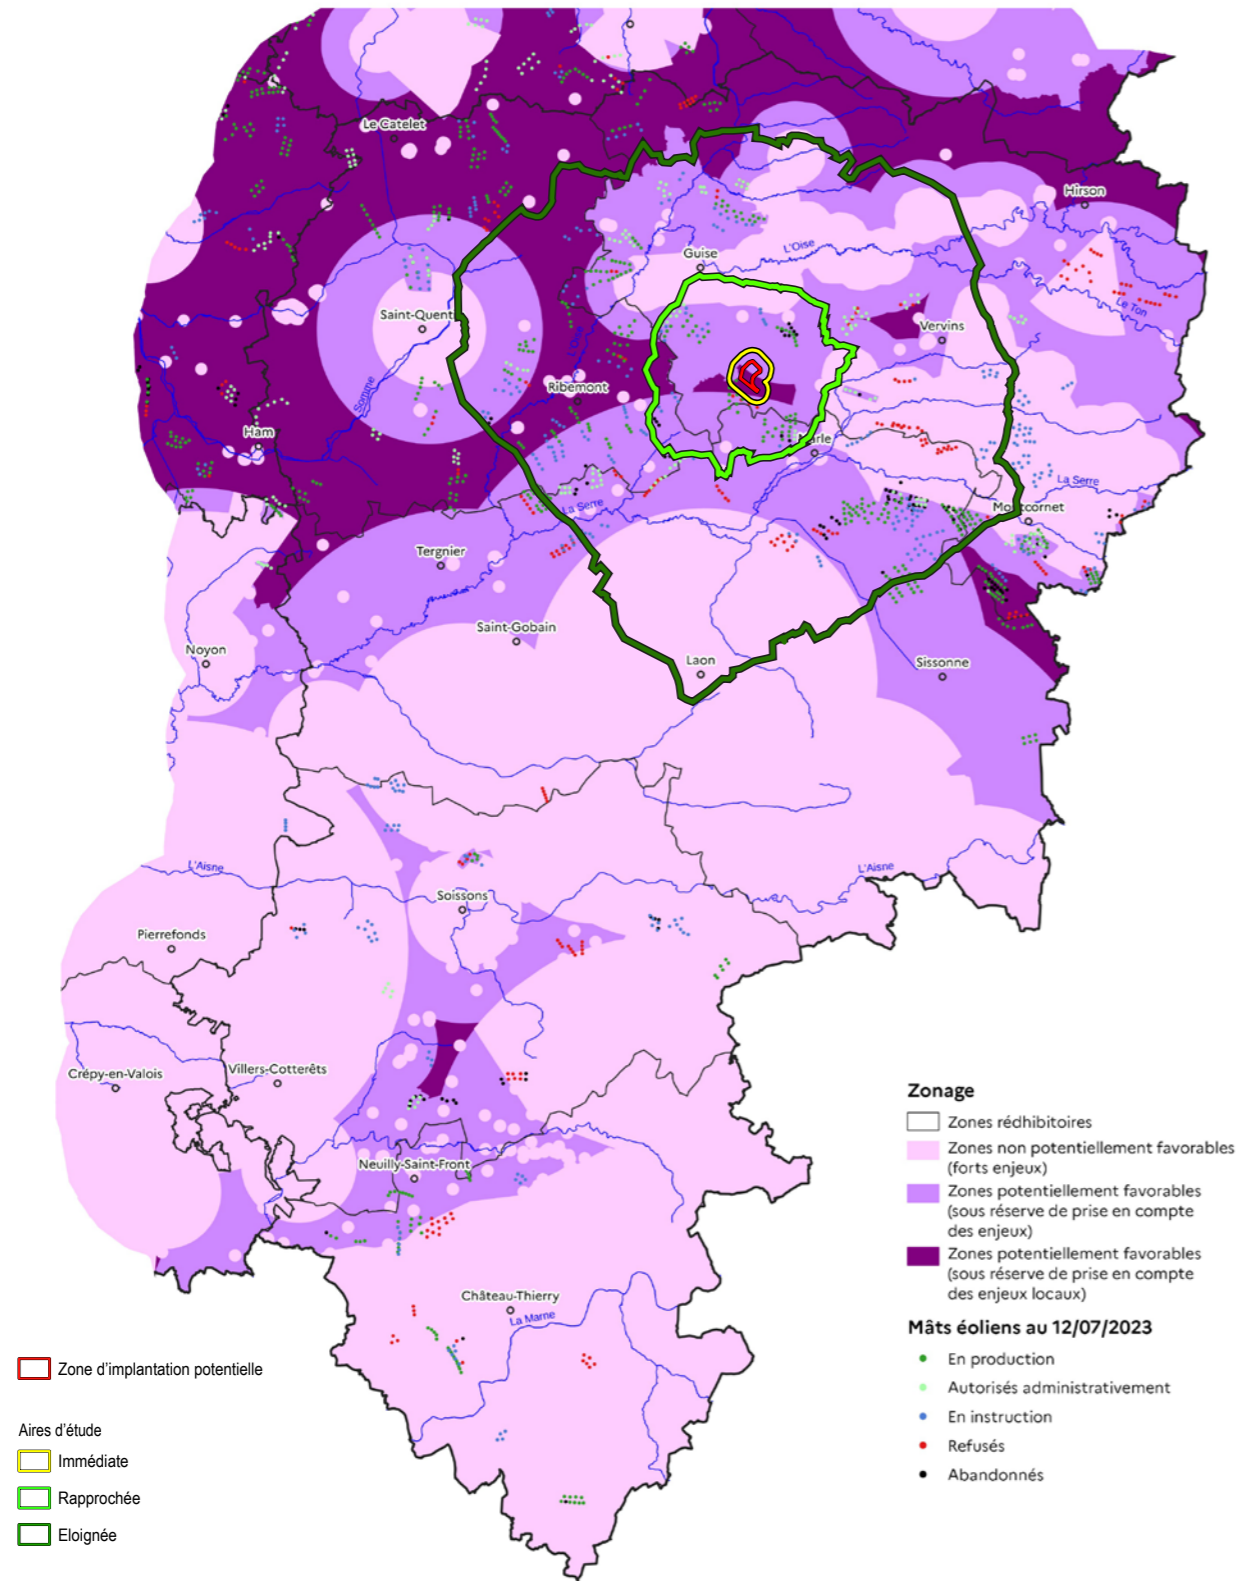 Le Catelet
Hirson
Guise
L'Oise
Le Ton
Saint-Quent
Vervins
L'Oise
Ribemont
Somme
Ham
Marle
La Serre
La Serre
Montcornet
Tergnier
Saint-Gobain
Noyon
Laon
Sissonne
L'Aisne
L'Aisne
Soissons
Pierrefonds
Crépy-en-Valois
Villers-Cotterêts
Neuilly-Saint-Front
Château-Thierry
La Marne
Zonage
Zones rédhibitoires
Zones non potentiellement favorables
(forts enjeux)
Zones potentiellement favorables
(sous réserve de prise en compte
des enjeux)
Zones potentiellement favorables
(sous réserve de prise en compte
des enjeux locaux)
Mâts éoliens au 12/07/2023
En production
Autorisés administrativement
En instruction
Refusés
Abandonnés
Zone d'implantation potentielle
Aires d'étude
Immédiate
Rapprochée
Eloignée